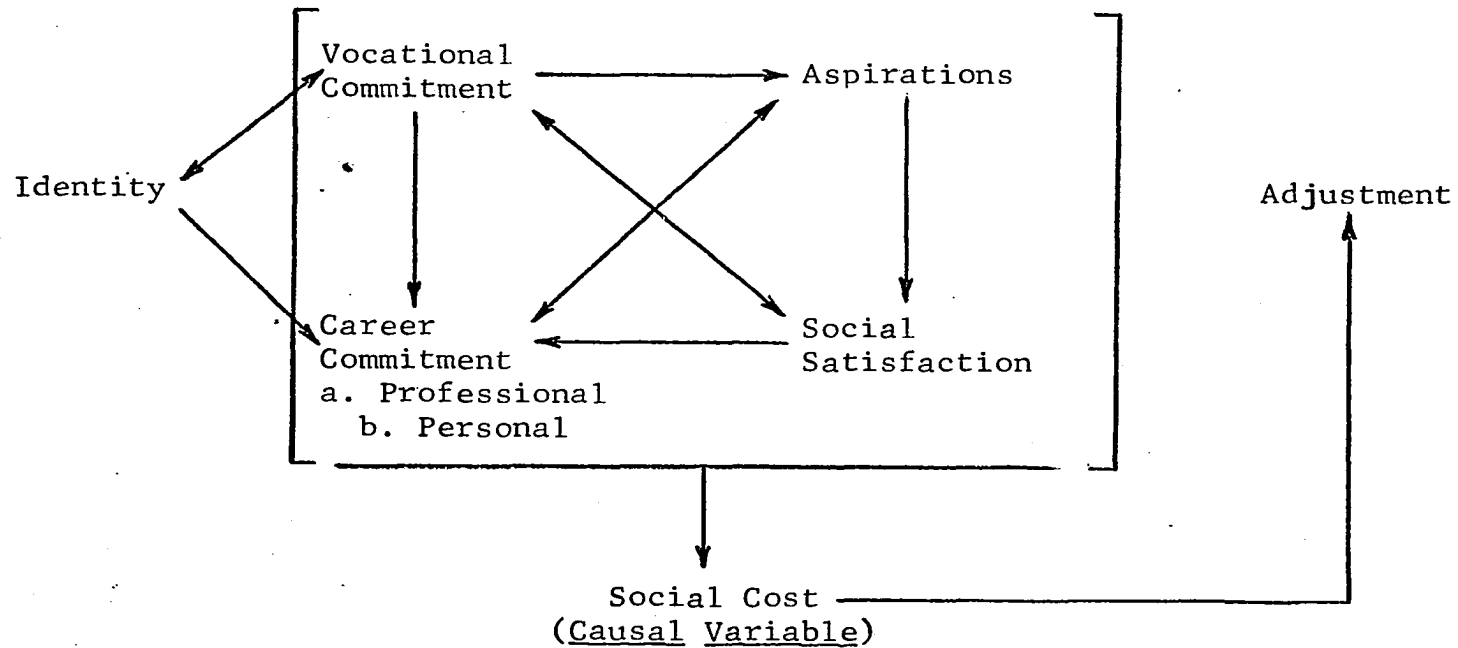 Vocational
Commitment
Aspirations
Identity
Adjustment
Career
Commitment
a. Professional
b. Personal
Social
Satisfaction
Social Cost
(Causal Variable)